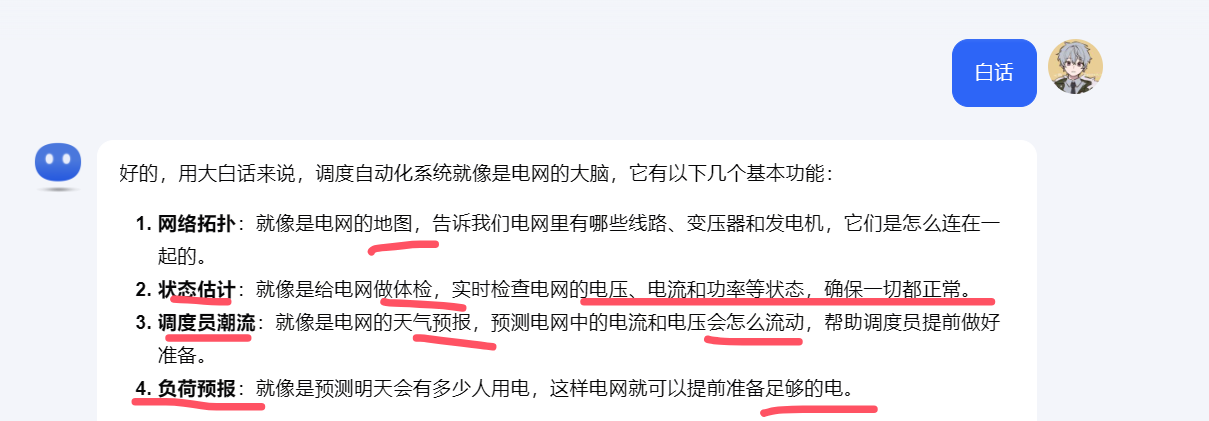 白话
好的，用大白话来说，调度自动化系统就像是电网的大脑，它有以下几个基本功能：
1. 网络拓扑：就像是电网的地图，告诉我们电网里有哪些线路、变压器和发电机，它们是怎么连在一
起的。
2. 状态估计：就像是给电网做体检，实时检查电网的电压、电流和功率等状态，确保一切都正常。
3. 调度员潮流：就像是电网的天气预报，预测电网中的电流和电压会怎么流动，帮助调度员提前做好
准备。
4. 负荷预报：就像是预测明天会有多少人用电，这样电网就可以提前准备足够的电。